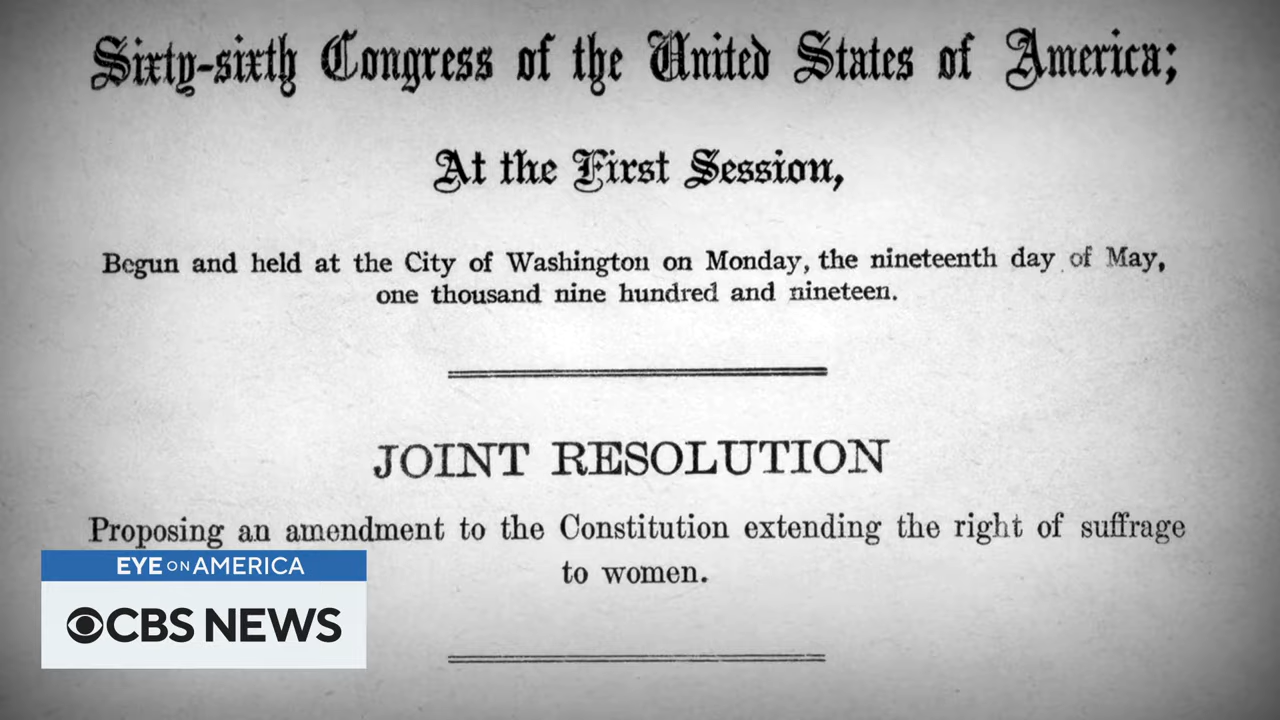 Sixty-sixth Congress of the United States of America;
At the First Session,
Begun and held at the City of Washington on Monday, the nineteenth day of May,
one thousand nine hundred and nineteen.
JOINT RESOLUTION
Proposing an amendment to the Constitution extending the right of suffrage
to women.
EYE ON AMERICA
CBS NEWS